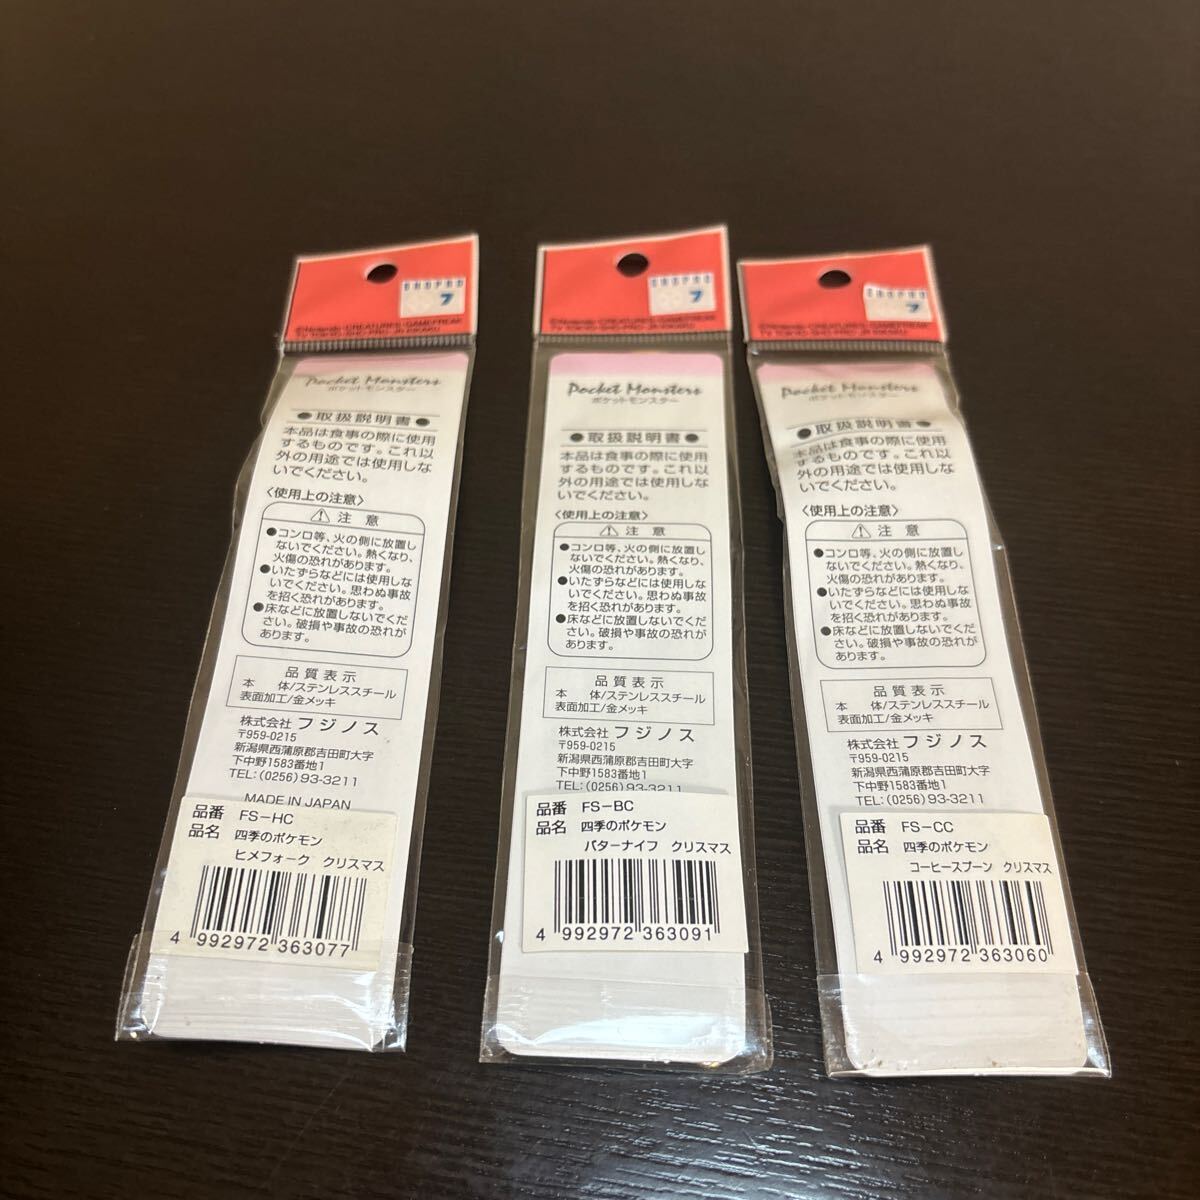 SHOPRO
7
©Nintendo・CREATURES・GAMEFREAK
TV TOKYO・SHO-PRO・JR KIKAKU
Pocket Monsters
ポケットモンスター
●取扱説明書●
本品は食事の際に使用
するものです。これ以
外の用途では使用しな
いでください。
〈使用上の注意〉
⚠注意
●コンロ等、火の側に放置し
ないでください。熱くなり、
火傷の恐れがあります。
●いたずらなどには使用しな
いでください。思わぬ事故
を招く恐れがあります。
●床などに放置しないでくだ
さい。破損や事故の恐れが
あります。
品質表示
本　体/ステンレススチール
表面加工/金メッキ
株式会社 フジノス
〒959-0215
新潟県西蒲原郡吉田町大字
下中野1583番地1
TEL:(0256)93-3211
MADE IN JAPAN
品番 FS-HC
品名 四季のポケモン
ヒメフォーク クリスマス
4 992972 363077
SHOPRO
7
©Nintendo・CREATURES・GAMEFREAK
TV TOKYO・SHO-PRO・JR KIKAKU
Pocket Monsters
ポケットモンスター
●取扱説明書●
本品は食事の際に使用
するものです。これ以
外の用途では使用しな
いでください。
〈使用上の注意〉
⚠注意
●コンロ等、火の側に放置し
ないでください。熱くなり、
火傷の恐れがあります。
●いたずらなどには使用しな
いでください。思わぬ事故
を招く恐れがあります。
●床などに放置しないでくだ
さい。破損や事故の恐れが
あります。
品質表示
本　体/ステンレススチール
表面加工/金メッキ
株式会社 フジノス
〒959-0215
新潟県西蒲原郡吉田町大字
下中野1583番地1
TEL:(0256)93-3211
品番 FS-BC
品名 四季のポケモン
バターナイフ クリスマス
4 992972 363091
SHOPRO
7
©Nintendo・CREATURES・GAMEFREAK
TV TOKYO・SHO-PRO・JR KIKAKU
Pocket Monsters
ポケットモンスター
●取扱説明書●
本品は食事の際に使用
するものです。これ以
外の用途では使用しな
いでください。
〈使用上の注意〉
⚠注意
●コンロ等、火の側に放置し
ないでください。熱くなり、
火傷の恐れがあります。
●いたずらなどには使用しな
いでください。思わぬ事故
を招く恐れがあります。
●床などに放置しないでくだ
さい。破損や事故の恐れが
あります。
品質表示
本　体/ステンレススチール
表面加工/金メッキ
株式会社 フジノス
〒959-0215
新潟県西蒲原郡吉田町大字
下中野1583番地1
TEL:(0256)93-3211
品番 FS-CC
品名 四季のポケモン
コーヒースプーン クリスマス
4 992972 363060